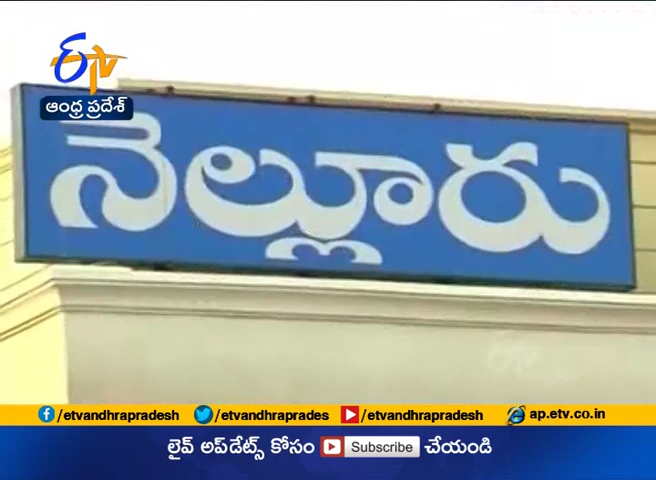 ETV
ఆంధ్ర ప్రదేశ్
నెల్లూరు
/etvandhrapradesh /etvandhraprades /etvandhrapradesh ap.etv.co.in
లైవ్ అప్‌డేట్స్ కోసం Subscribe చేయండి